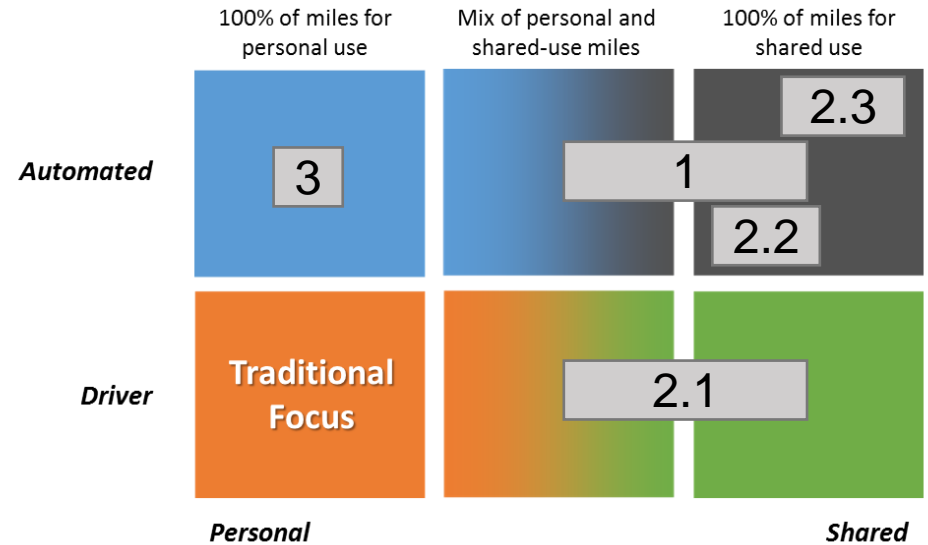 100% of miles for
personal use
Mix of personal and
shared-use miles
100% of miles for
shared use
Automated
3
1
2.3
2.2
Driver
Traditional
Focus
2.1
Personal
Shared